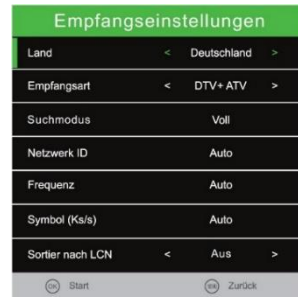 Empfangseinstellungen
Land < Deutschland >
Empfangsart < DTV+ ATV >
Suchmodus Voll
Netzwerk ID Auto
Frequenz Auto
Symbol (Ks/s) Auto
Sortier nach LCN < Aus >
OK Start Zurück